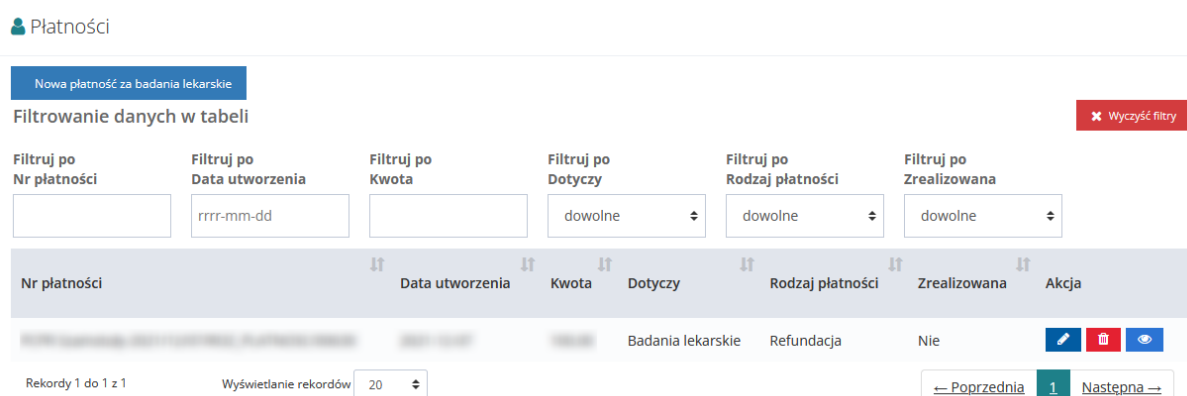 Płatności
Nowa płatność za badania lekarskie
Filtrowanie danych w tabeli
Wyczyść filtry
Filtruj po Nr płatności
Filtruj po Data utworzenia
Filtruj po Kwota
Filtruj po Dotyczy
Filtruj po Rodzaj płatności
Filtruj po Zrealizowana
rrrr-mm-dd
dowolne
dowolne
dowolne
Nr płatności Data utworzenia Kwota Dotyczy Rodzaj płatności Zrealizowana Akcja
Badania lekarskie Refundacja Nie
Rekordy 1 do 1 z 1 Wyświetlanie rekordów 20 ← Poprzednia 1 Następna →